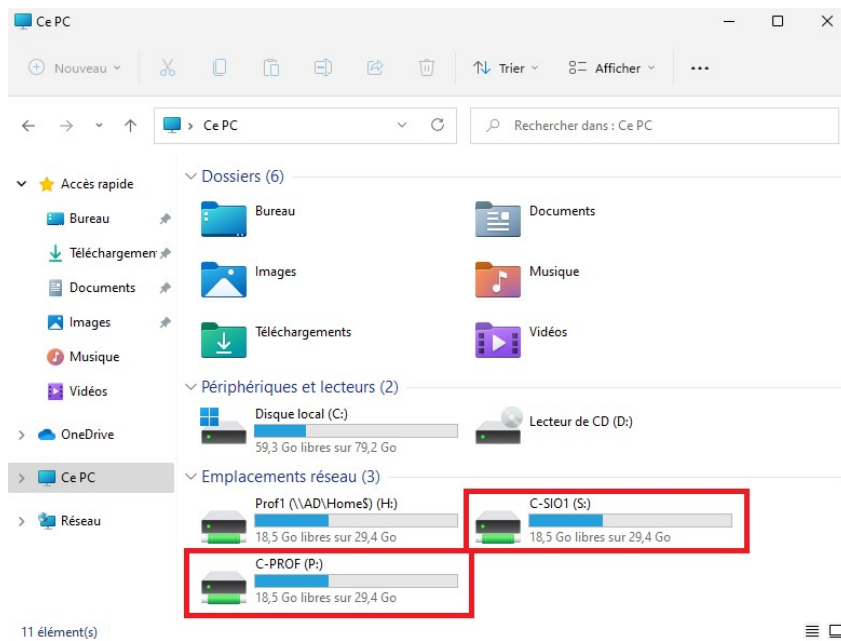 Ce PC
Nouveau
Trier
Afficher
Ce PC
Rechercher dans : Ce PC
Accès rapide
Bureau
Téléchargemen
Documents
Images
Musique
Vidéos
OneDrive
Ce PC
Réseau
Dossiers (6)
Bureau
Documents
Images
Musique
Téléchargements
Vidéos
Périphériques et lecteurs (2)
Disque local (C:)
59,3 Go libres sur 79,2 Go
Lecteur de CD (D:)
Emplacements réseau (3)
Prof1 (\\AD\Home$) (H:)
18,5 Go libres sur 29,4 Go
C-SIO1 (S:)
18,5 Go libres sur 29,4 Go
C-PROF (P:)
18,5 Go libres sur 29,4 Go
11 élément(s)